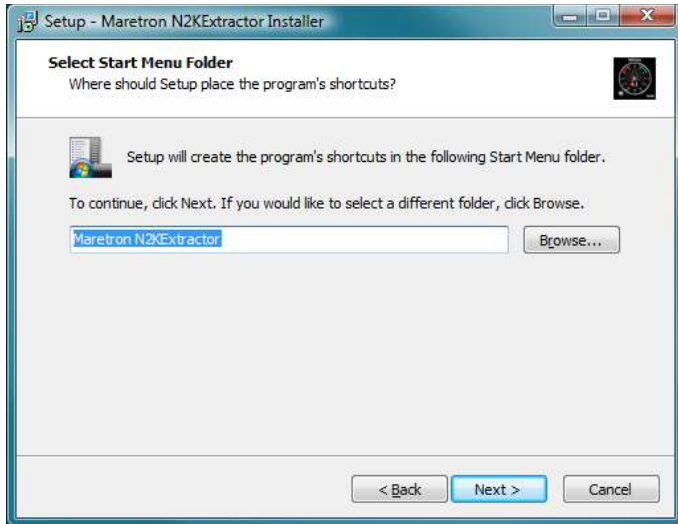 Setup - Maretron N2KExtractor Installer
Select Start Menu Folder
Where should Setup place the program's shortcuts?
Setup will create the program's shortcuts in the following Start Menu folder.
To continue, click Next. If you would like to select a different folder, click Browse.
Maretron N2KExtractor
Browse...
< Back
Next >
Cancel